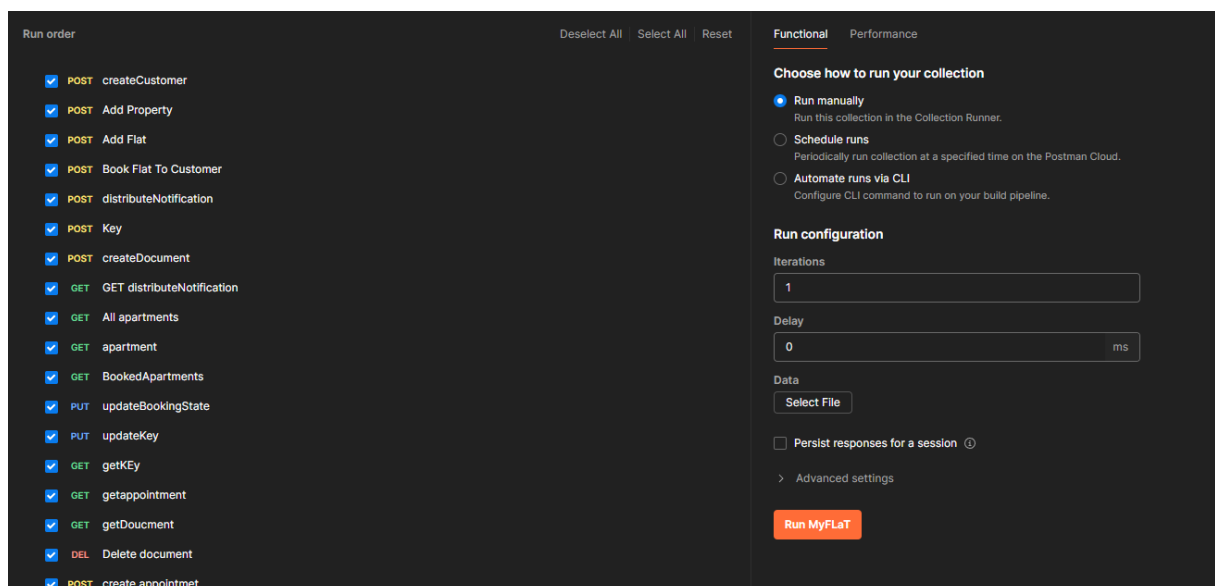 Run order
Deselect All Select All Reset
POST createCustomer
POST Add Property
POST Add Flat
POST Book Flat To Customer
POST distributeNotification
POST Key
POST createDocument
GET GET distributeNotification
GET All apartments
GET apartment
GET BookedApartments
PUT updateBookingState
PUT updateKey
GET getKEy
GET getappointment
GET getDoucment
DEL Delete document
POST create appointmet
Functional Performance
Choose how to run your collection
Run manually
Run this collection in the Collection Runner.
Schedule runs
Periodically run collection at a specified time on the Postman Cloud.
Automate runs via CLI
Configure CLI command to run on your build pipeline.
Run configuration
Iterations
1
Delay
0 ms
Data
Select File
Persist responses for a session
Advanced settings
Run MyFLaT